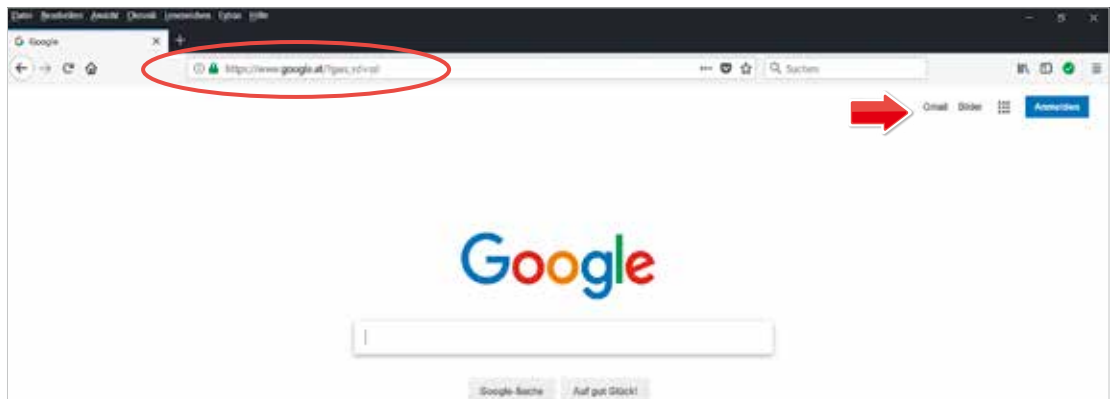 Datei Bearbeiten Ansicht Chronik Lesezeichen Extras Hilfe
Google
https://www.google.at/?gws_rd=ssl
Suchen
Gmail Bilder Anmelden
Google
Google-Suche Auf gut Glück!